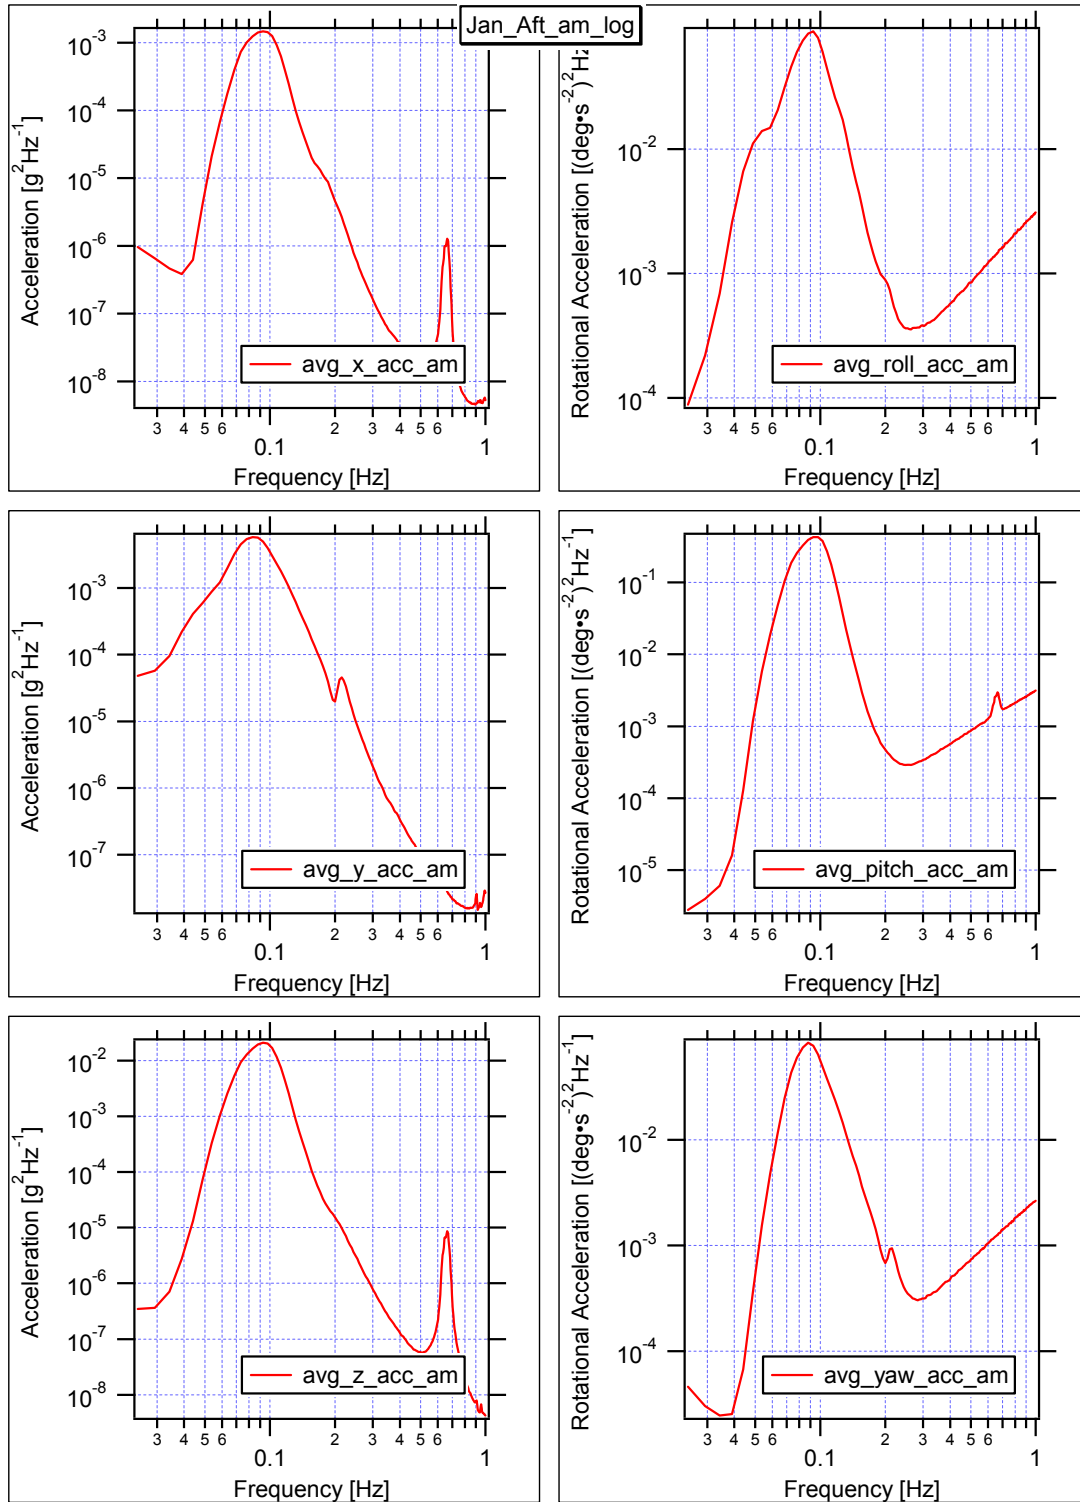 Jan_Aft_am_log
Acceleration [g²Hz⁻¹]
10⁻³
10⁻⁴
10⁻⁵
10⁻⁶
10⁻⁷
10⁻⁸
avg_x_acc_am
3 4 5 6 0.1 2 3 4 5 6 1
Frequency [Hz]
Rotational Acceleration [(deg•s⁻²)²Hz
10⁻²
10⁻³
10⁻⁴
avg_roll_acc_am
3 4 5 6 0.1 2 3 4 5 6 1
Frequency [Hz]
Acceleration [g²Hz⁻¹]
10⁻³
10⁻⁴
10⁻⁵
10⁻⁶
10⁻⁷
avg_y_acc_am
3 4 5 6 0.1 2 3 4 5 6 1
Frequency [Hz]
Rotational Acceleration [(deg•s⁻²)²Hz⁻¹]
10⁻¹
10⁻²
10⁻³
10⁻⁴
10⁻⁵
avg_pitch_acc_am
3 4 5 6 0.1 2 3 4 5 6 1
Frequency [Hz]
Acceleration [g²Hz⁻¹]
10⁻²
10⁻³
10⁻⁴
10⁻⁵
10⁻⁶
10⁻⁷
10⁻⁸
avg_z_acc_am
3 4 5 6 0.1 2 3 4 5 6 1
Frequency [Hz]
Rotational Acceleration [(deg•s⁻²)²Hz⁻¹]
10⁻²
10⁻³
10⁻⁴
avg_yaw_acc_am
3 4 5 6 0.1 2 3 4 5 6 1
Frequency [Hz]